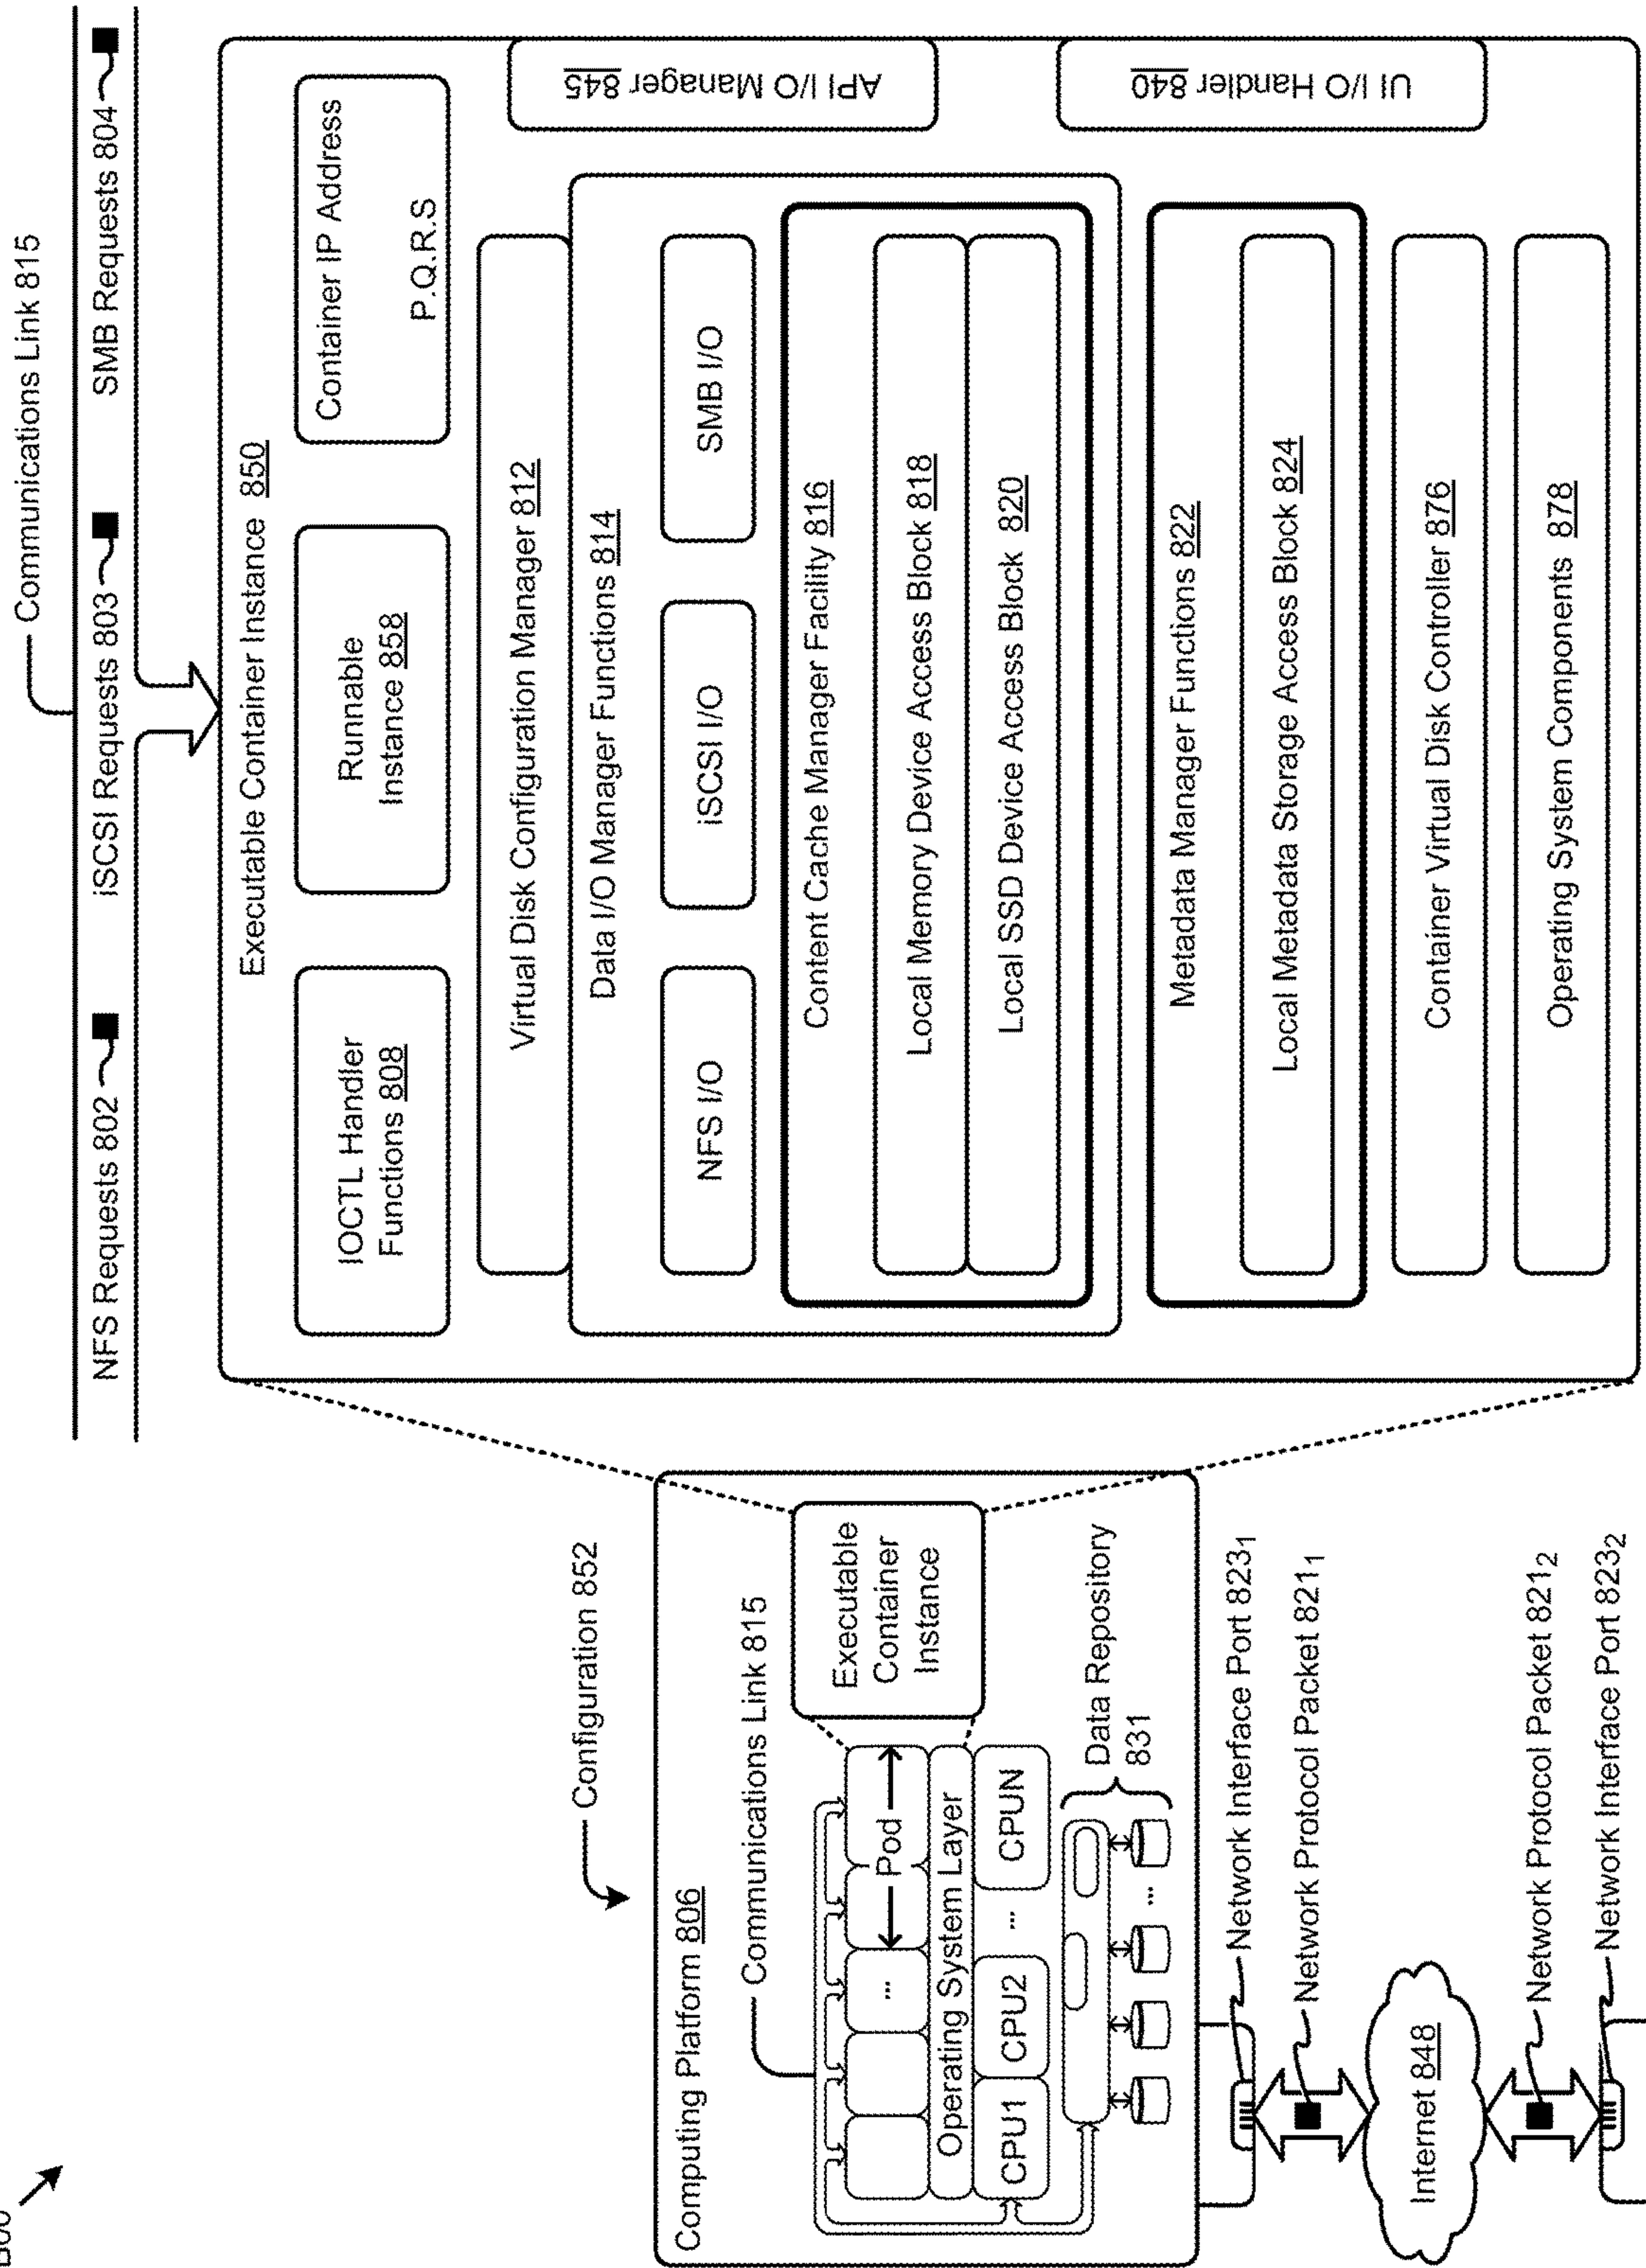 Configuration 852
Computing Platform 806
Communications Link 815
Executable
Container
Instance
...
Pod
Operating System Layer
CPU1
CPU2
...
CPUN
Data Repository
831
...
Network Interface Port 823₁
Network Protocol Packet 821₁
Internet 848
Network Protocol Packet 821₂
Network Interface Port 823₂
Communications Link 815
NFS Requests 802
iSCSI Requests 803
SMB Requests 804
Executable Container Instance 850
IOCTL Handler
Functions 808
Runnable
Instance 858
Container IP Address
P.Q.R.S
Virtual Disk Configuration Manager 812
Data I/O Manager Functions 814
NFS I/O
iSCSI I/O
SMB I/O
Content Cache Manager Facility 816
Local Memory Device Access Block 818
Local SSD Device Access Block 820
Metadata Manager Functions 822
Local Metadata Storage Access Block 824
Container Virtual Disk Controller 876
Operating System Components 878
API I/O Manager 845
UI I/O Handler 840